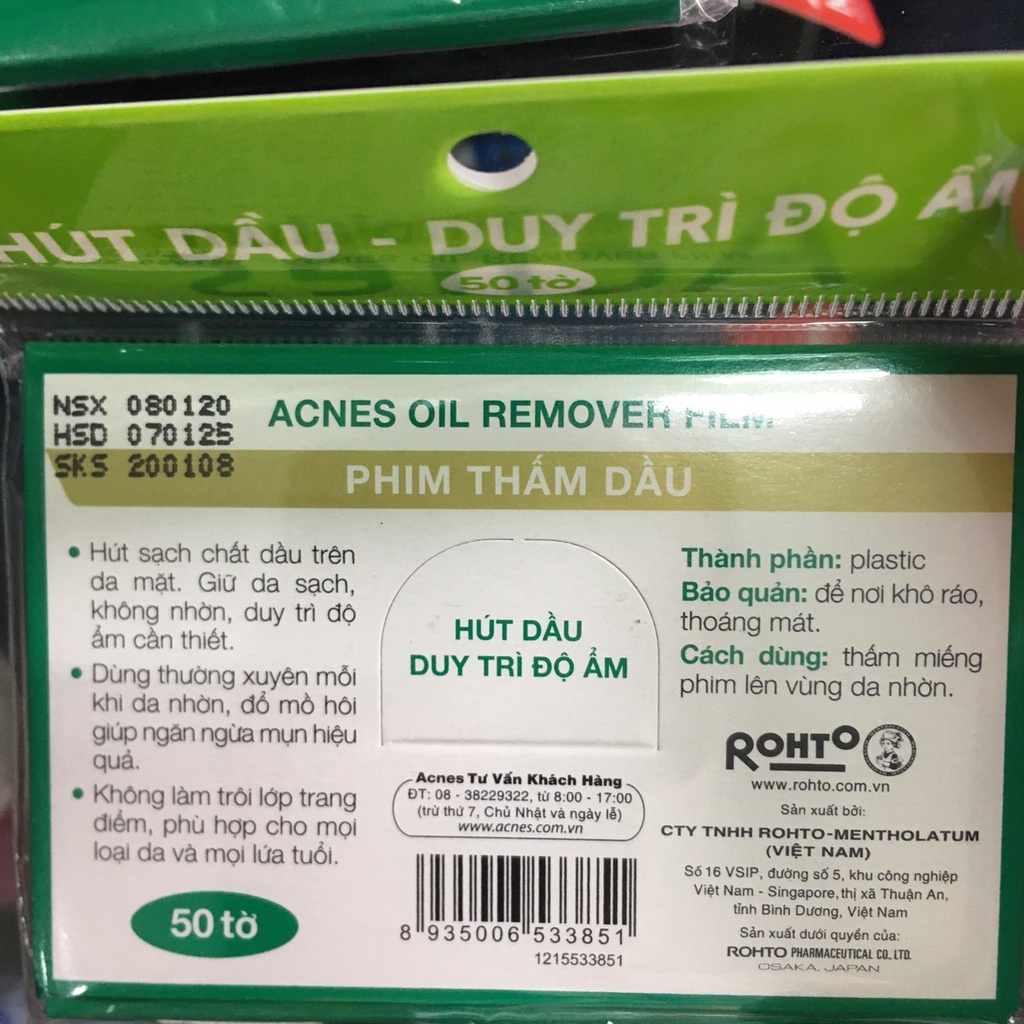 HÚT DẦU - DUY TRÌ ĐỘ ẨM
50 tờ
NSX 080120
HSD 070125
SKS 200108
ACNES OIL REMOVER FILM
PHIM THẤM DẦU
• Hút sạch chất dầu trên
da mặt. Giữ da sạch,
không nhờn, duy trì độ
ẩm cần thiết.
• Dùng thường xuyên mỗi
khi da nhờn, đổ mồ hôi
giúp ngăn ngừa mụn hiệu
quả.
• Không làm trôi lớp trang
điểm, phù hợp cho mọi
loại da và mọi lứa tuổi.
50 tờ
HÚT DẦU
DUY TRÌ ĐỘ ẨM
Acnes Tư Vấn Khách Hàng
ĐT: 08 - 38229322, từ 8:00 - 17:00
(trừ thứ 7, Chủ Nhật và ngày lễ)
www.acnes.com.vn
8 935006 533851
1215533851
Thành phần: plastic
Bảo quản: để nơi khô ráo,
thoáng mát.
Cách dùng: thấm miếng
phim lên vùng da nhờn.
ROHTO
www.rohto.com.vn
Sản xuất bởi:
CTY TNHH ROHTO-MENTHOLATUM
(VIỆT NAM)
Số 16 VSIP, đường số 5, khu công nghiệp
Việt Nam - Singapore, thị xã Thuận An,
tỉnh Bình Dương, Việt Nam
Sản xuất dưới quyền của:
ROHTO PHARMACEUTICAL CO., LTD.
OSAKA, JAPAN